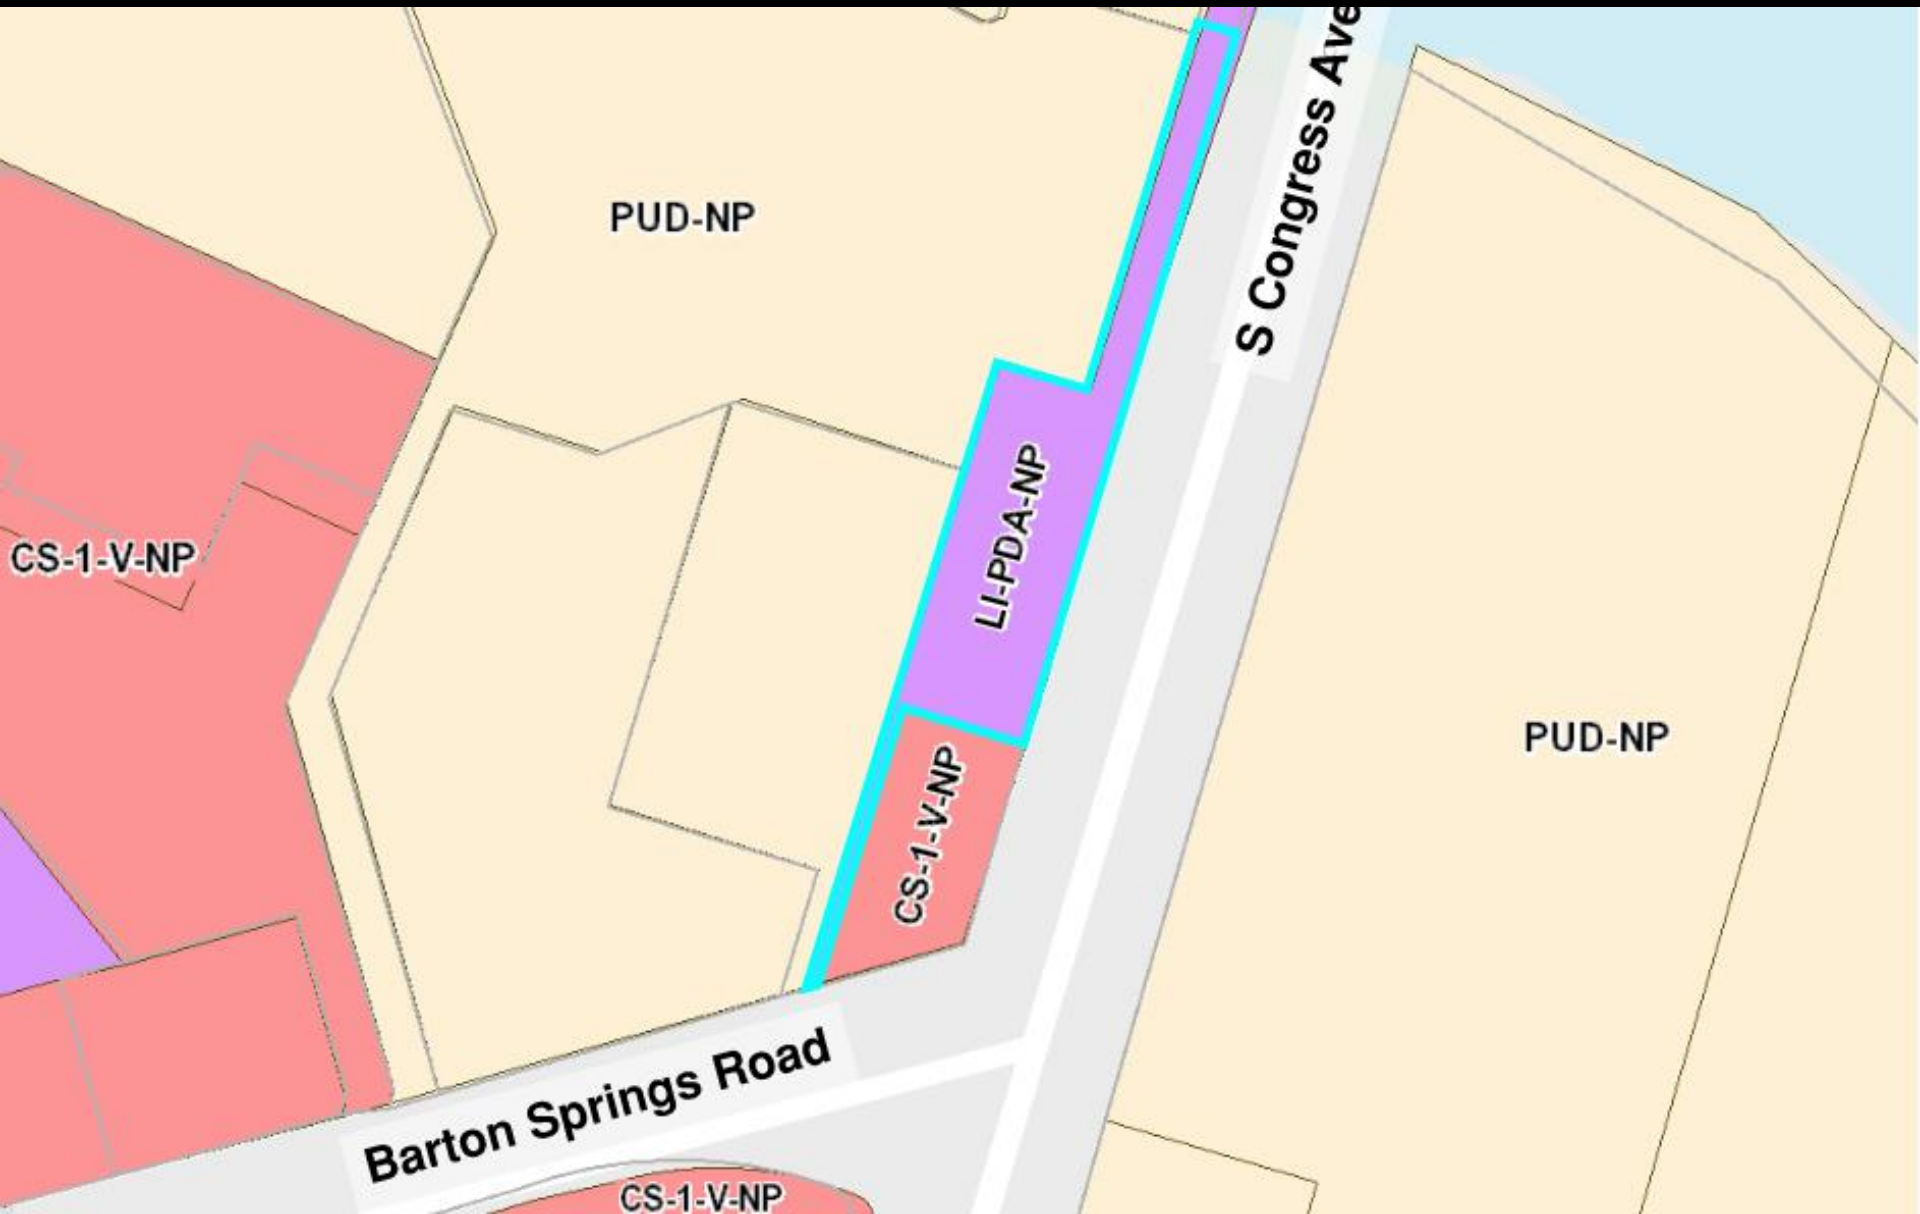 S Congress Ave
PUD-NP
LI-PDA-NP
CS-1-V-NP
PUD-NP
CS-1-V-NP
Barton Springs Road
CS-1-V-NP